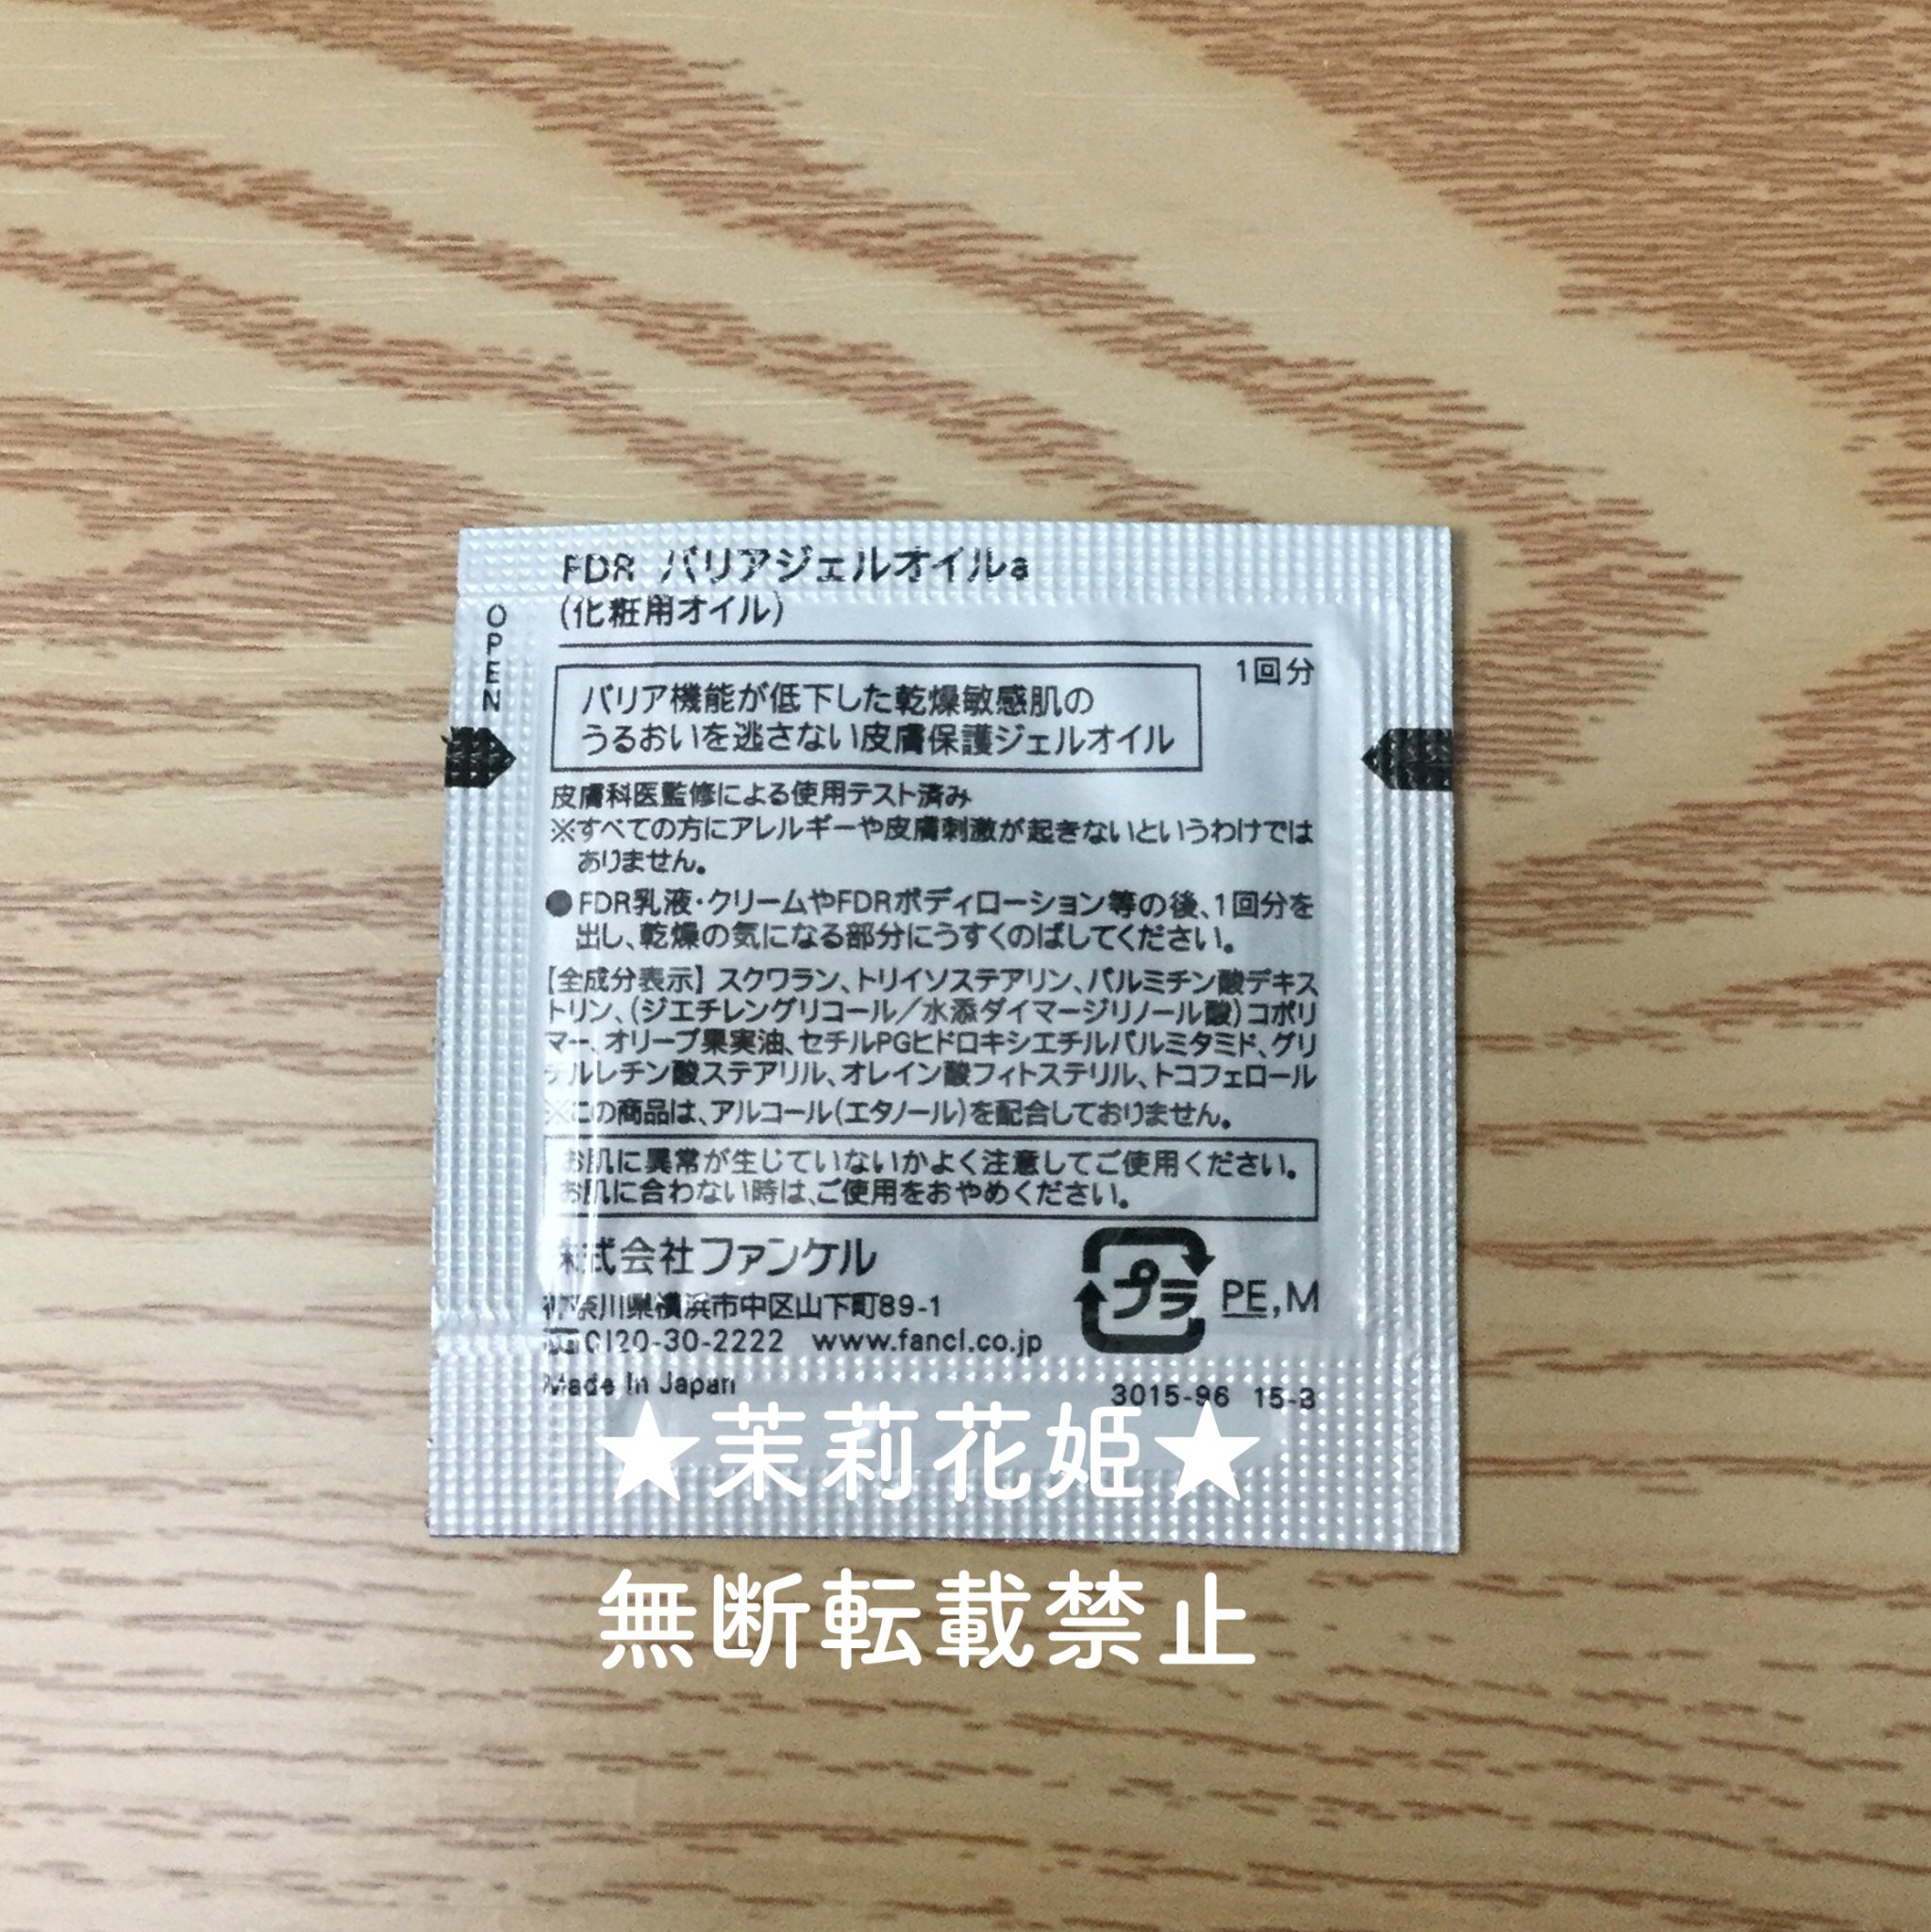 FDR バリアジェルオイルa
(化粧用オイル)
OPEN
1回分
バリア機能が低下した乾燥敏感肌の
うるおいを逃さない皮膚保護ジェルオイル
皮膚科医監修による使用テスト済み
※すべての方にアレルギーや皮膚刺激が起きないというわけでは
ありません。
●FDR乳液・クリームやFDRボディローション等の後、1回分を
出し、乾燥の気になる部分にうすくのばしてください。
【全成分表示】スクワラン、トリイソステアリン、パルミチン酸デキス
トリン、(ジエチレングリコール/水添ダイマージリノール酸)コポリ
マー、オリーブ果実油、セチルPGヒドロキシエチルパルミタミド、グリ
チルレチン酸ステアリル、オレイン酸フィトステリル、トコフェロール
※この商品は、アルコール(エタノール)を配合しておりません。
お肌に異常が生じていないかよく注意してご使用ください。
お肌に合わない時は、ご使用をおやめください。
株式会社ファンケル
神奈川県横浜市中区山下町89-1
0120-30-2222 www.fancl.co.jp
プラ PE,M
Made In Japan
3015-96 15-3
★茉莉花姫★
無断転載禁止